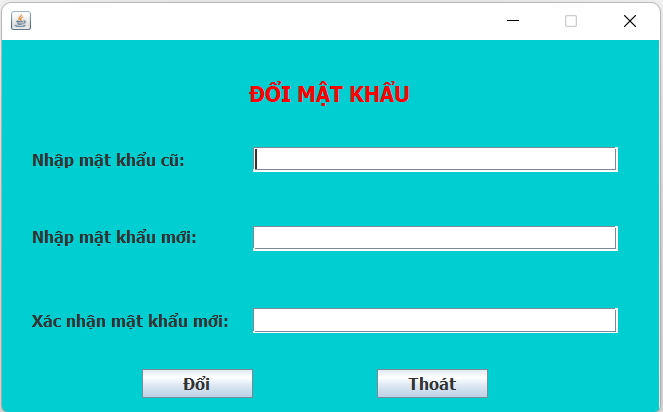 ĐỔI MẬT KHẨU
Nhập mật khẩu cũ:
Nhập mật khẩu mới:
Xác nhận mật khẩu mới:
Đổi
Thoát